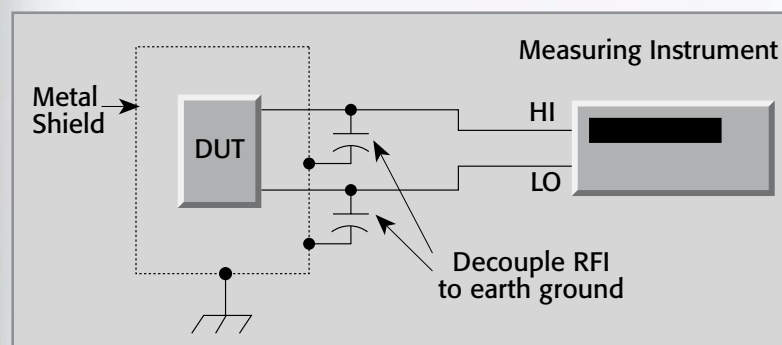 Measuring Instrument
Metal
Shield
DUT
HI
LO
Decouple RFI
to earth ground